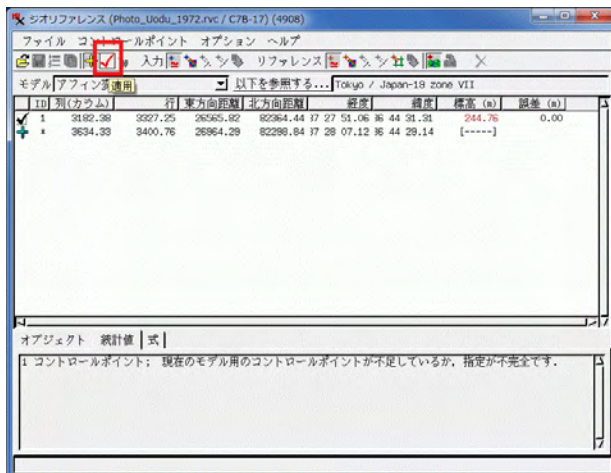 ジオリファレンス (Photo_Uodu_1972.rvc / C7B-17) (4908)
ファイル コントロールポイント オプション ヘルプ
入力 リファレンス
モデル アフィン 適用 以下を参照する... Tokyo / Japan-19 zone VII
ID 列(カラム) 行 東方向距離 北方向距離 経度 緯度 標高 (m) 誤差 (m)
1 3182.38 3327.25 26565.82 82364.44 37 27 51.06 36 44 31.31 244.76 0.00
* 3634.33 3400.76 26864.29 82298.84 37 28 07.12 36 44 29.14 [-----]
オブジェクト 統計値 式
1 コントロールポイント; 現在のモデル用のコントロールポイントが不足しているか, 指定が不完全です.